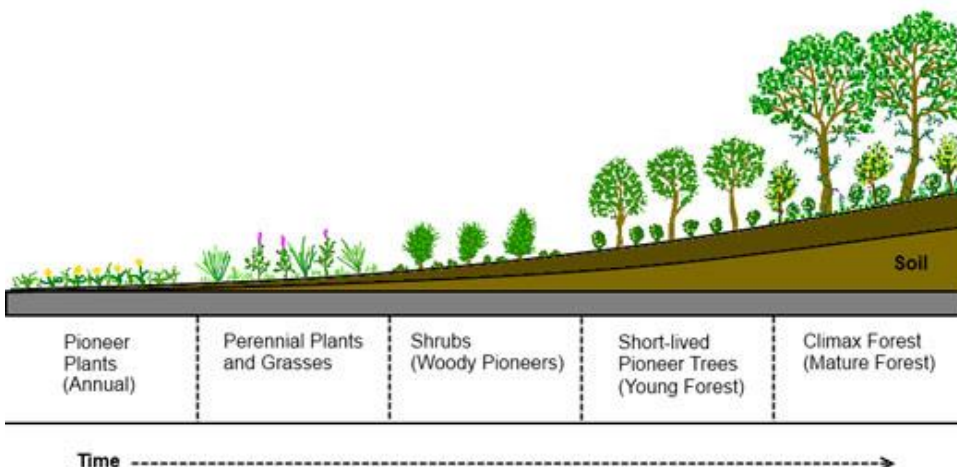 Soil
Pioneer
Plants
(Annual)
Perennial Plants
and Grasses
Shrubs
(Woody Pioneers)
Short-lived
Pioneer Trees
(Young Forest)
Climax Forest
(Mature Forest)
Time